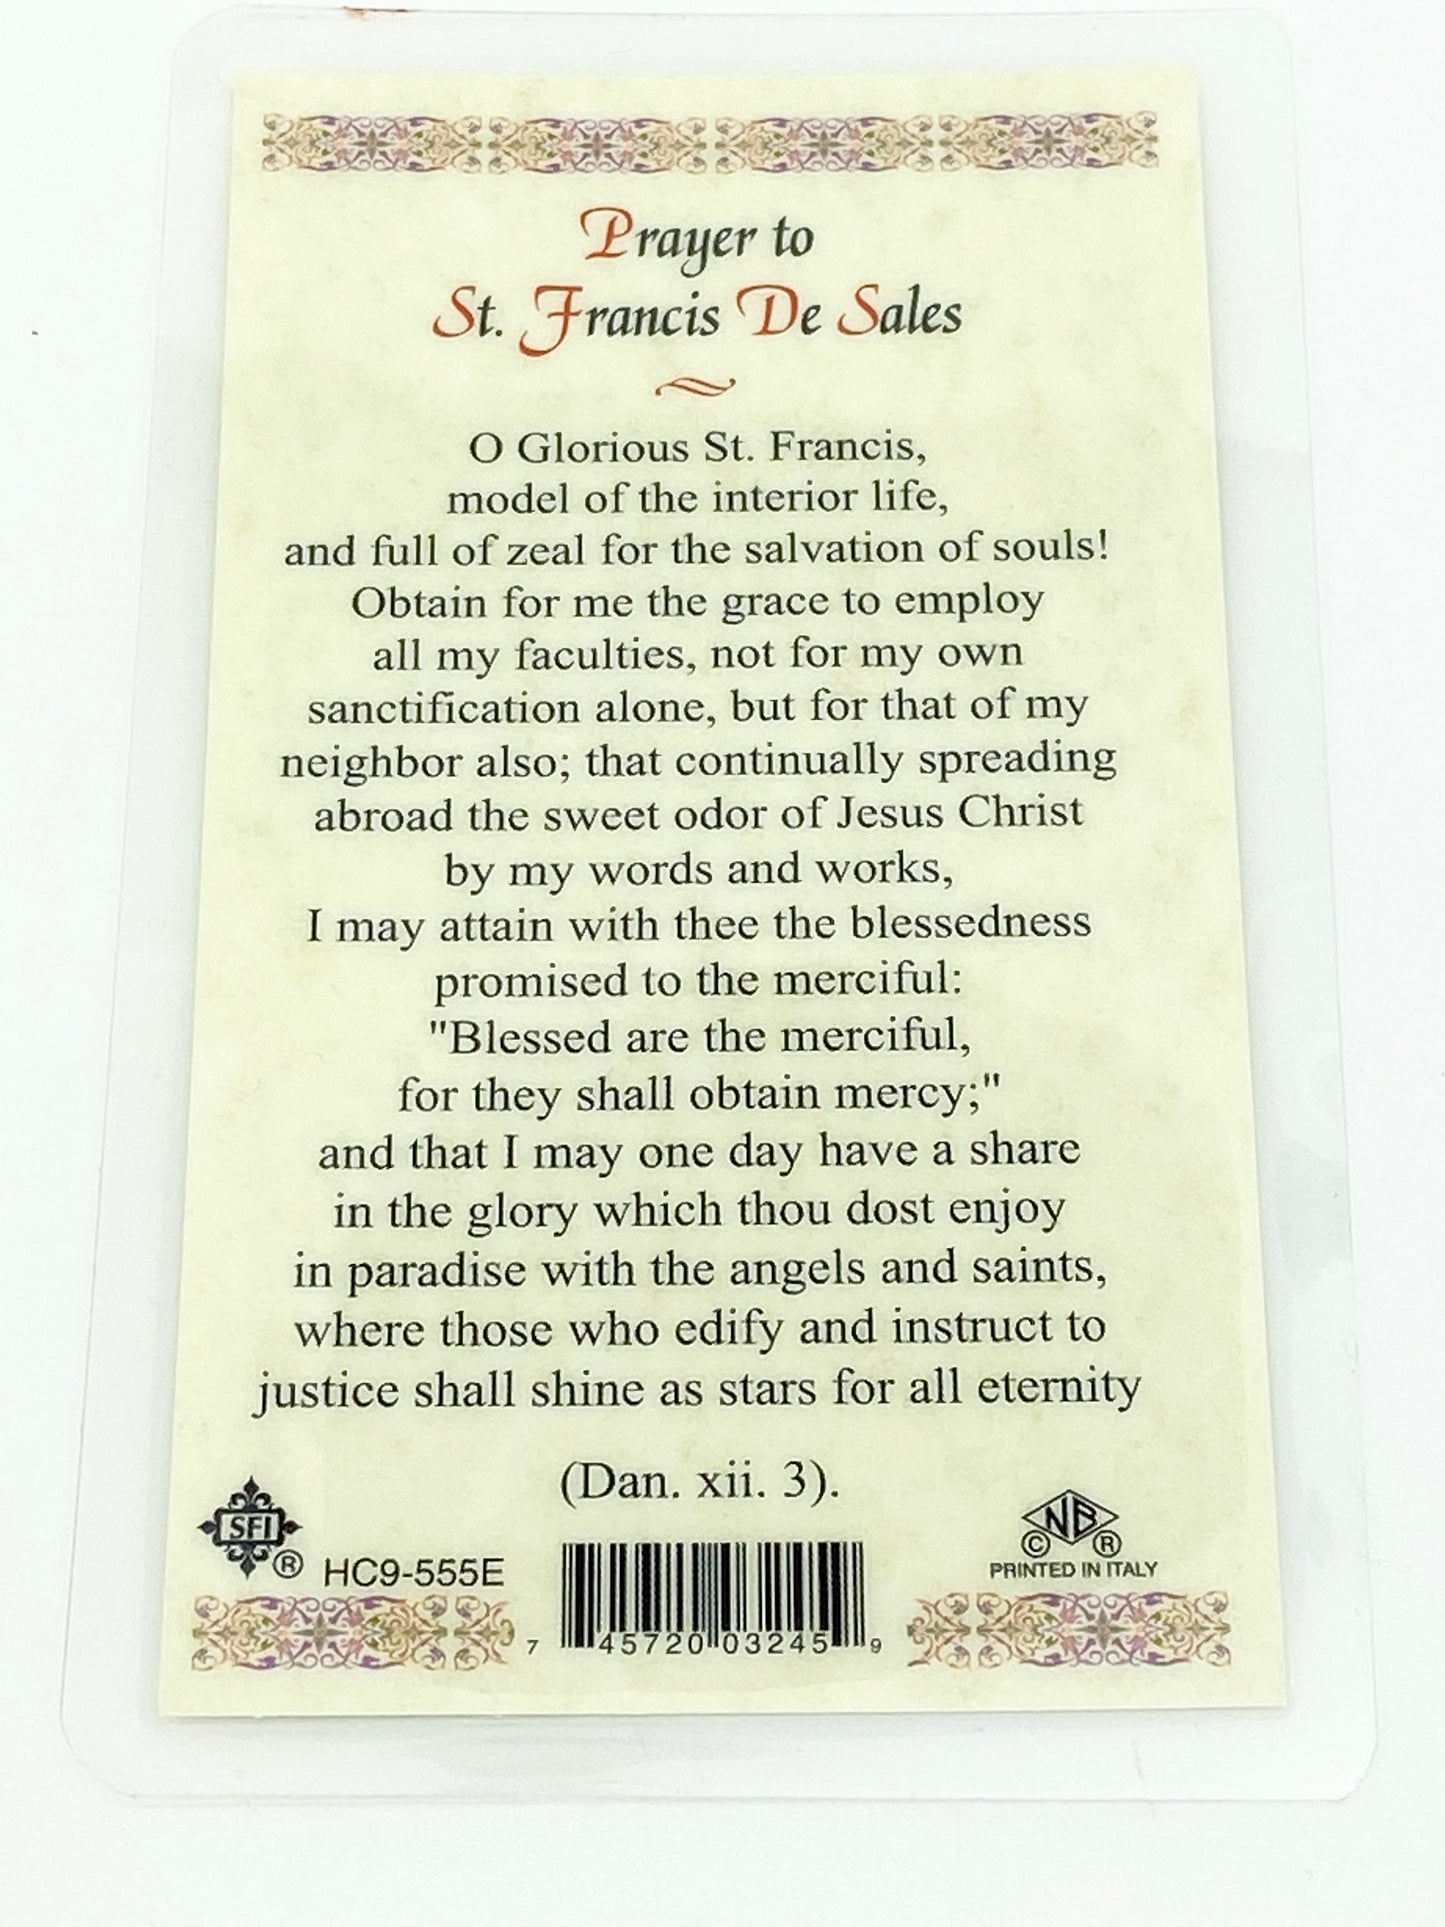 Prayer to
St. Francis De Sales
O Glorious St. Francis,
model of the interior life,
and full of zeal for the salvation of souls!
Obtain for me the grace to employ
all my faculties, not for my own
sanctification alone, but for that of my
neighbor also; that continually spreading
abroad the sweet odor of Jesus Christ
by my words and works,
I may attain with thee the blessedness
promised to the merciful:
"Blessed are the merciful,
for they shall obtain mercy;"
and that I may one day have a share
in the glory which thou dost enjoy
in paradise with the angels and saints,
where those who edify and instruct to
justice shall shine as stars for all eternity
(Dan. xii. 3).
SFI
® HC9-555E
NB
© ®
PRINTED IN ITALY
7 45720 03245 9